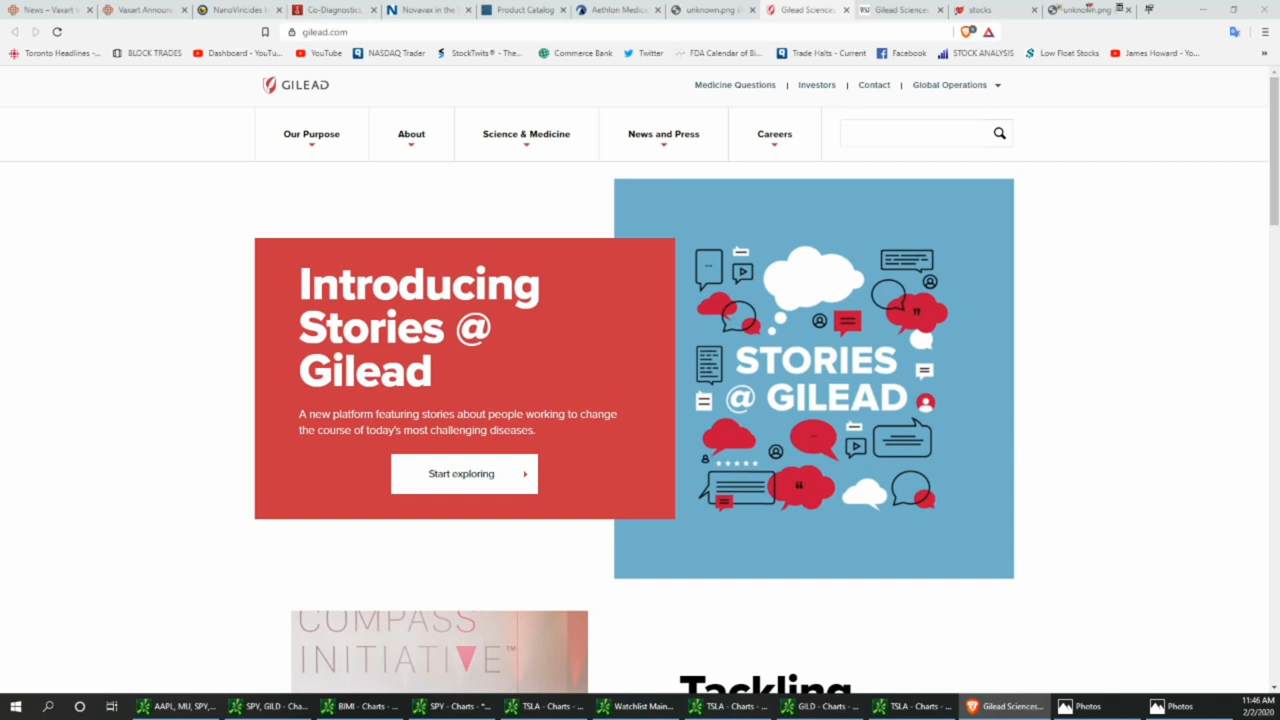 News – Vaxart I
Vaxart Announc
NanoViricides I
Co-Diagnostics
Novavax in the
Product Catalog
Aethlon Medica
unknown.png (
Gilead Sciences
Gilead Sciences
stocks
unknown.png
gilead.com
Toronto Headlines -...
BLOCK TRADES
Dashboard - YouTu...
YouTube
NASDAQ Trader
StockTwits® - The...
Commerce Bank
Twitter
FDA Calendar of Bi...
Trade Halts - Current
Facebook
STOCK ANALYSIS
Low Float Stocks
James Howard - Yo...
GILEAD
Medicine Questions | Investors | Contact | Global Operations
Our Purpose
About
Science & Medicine
News and Press
Careers
Introducing
Stories @
Gilead
A new platform featuring stories about people working to change
the course of today's most challenging diseases.
Start exploring
STORIES
@ GILEAD
COMPASS
INITIATIVE™
Tackling
AAPL, MU, SPY,...
SPY, GILD - Cha...
BIMI - Charts - ...
SPY - Charts - "...
TSLA - Charts - ...
Watchlist Main...
TSLA - Charts - ...
GILD - Charts - ...
TSLA - Charts - ...
Gilead Sciences...
Photos
Photos
11:46 AM
2/2/2020